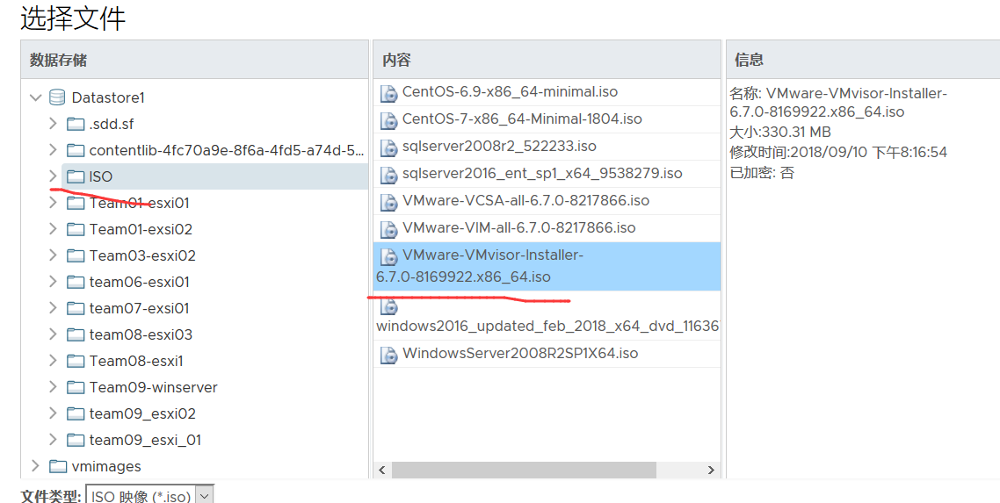 选择文件
数据存储
Datastore1
.sdd.sf
contentlib-4fc70a9e-8f6a-4fd5-a74d-5...
ISO
Team01-esxi01
Team01-esxi02
Team03-esxi02
team06-esxi01
team07-esxi01
team08-esxi03
Team08-esxi1
Team09-winserver
team09_esxi02
team09_esxi_01
vmimages
内容
CentOS-6.9-x86_64-minimal.iso
CentOS-7-x86_64-Minimal-1804.iso
sqlserver2008r2_522233.iso
sqlserver2016_ent_sp1_x64_9538279.iso
VMware-VCSA-all-6.7.0-8217866.iso
VMware-VIM-all-6.7.0-8217866.iso
VMware-VMvisor-Installer-
6.7.0-8169922.x86_64.iso
windows2016_updated_feb_2018_x64_dvd_11636
WindowsServer2008R2SP1X64.iso
信息
名称: VMware-VMvisor-Installer-
6.7.0-8169922.x86_64.iso
大小:330.31 MB
修改时间:2018/09/10 下午8:16:54
已加密: 否
文件类型: ISO 映像 (*.iso)